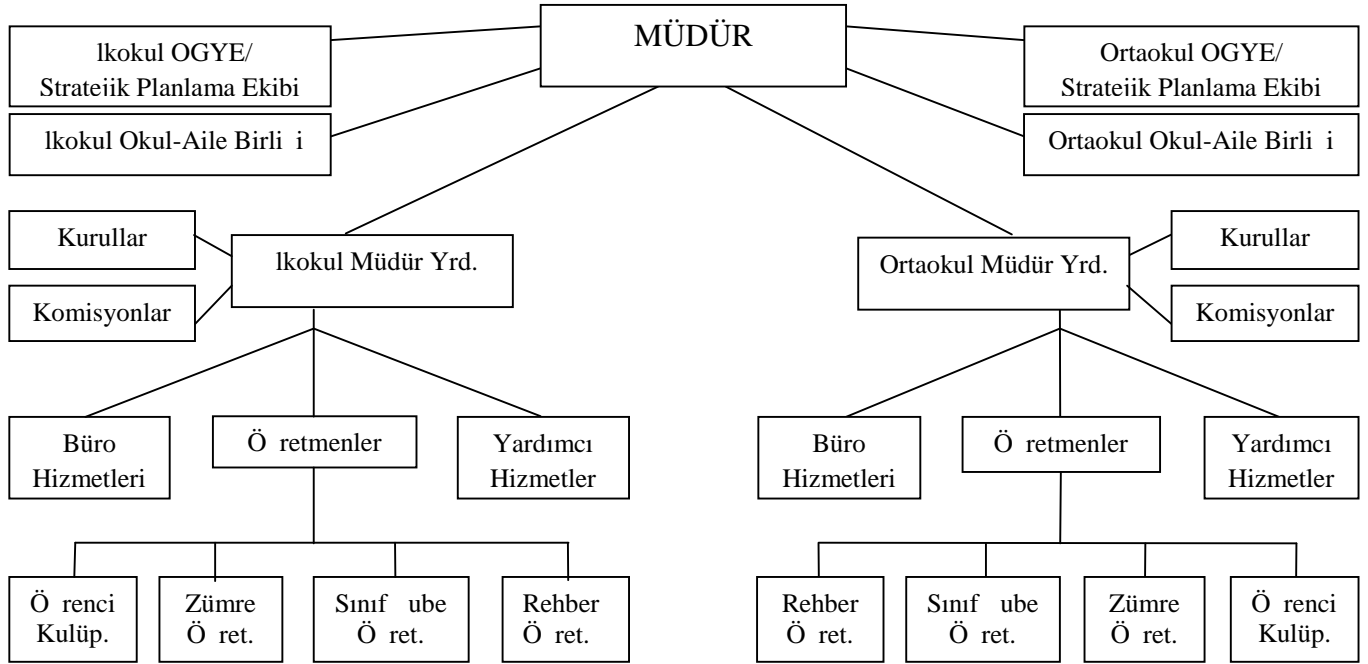 MÜDÜR
lkokul OGYE/
Stratejik Planlama Ekibi
Ortaokul OGYE/
Stratejik Planlama Ekibi
lkokul Okul-Aile Birli i
Ortaokul Okul-Aile Birli i
Kurullar
lkokul Müdür Yrd.
Komisyonlar
Ortaokul Müdür Yrd.
Kurullar
Komisyonlar
Büro
Hizmetleri
Ö retmenler
Yardımcı
Hizmetler
Büro
Hizmetleri
Ö retmenler
Yardımcı
Hizmetler
Ö renci
Kulüp.
Zümre
Ö ret.
Sınıf ube
Ö ret.
Rehber
Ö ret.
Rehber
Ö ret.
Sınıf ube
Ö ret.
Zümre
Ö ret.
Ö renci
Kulüp.